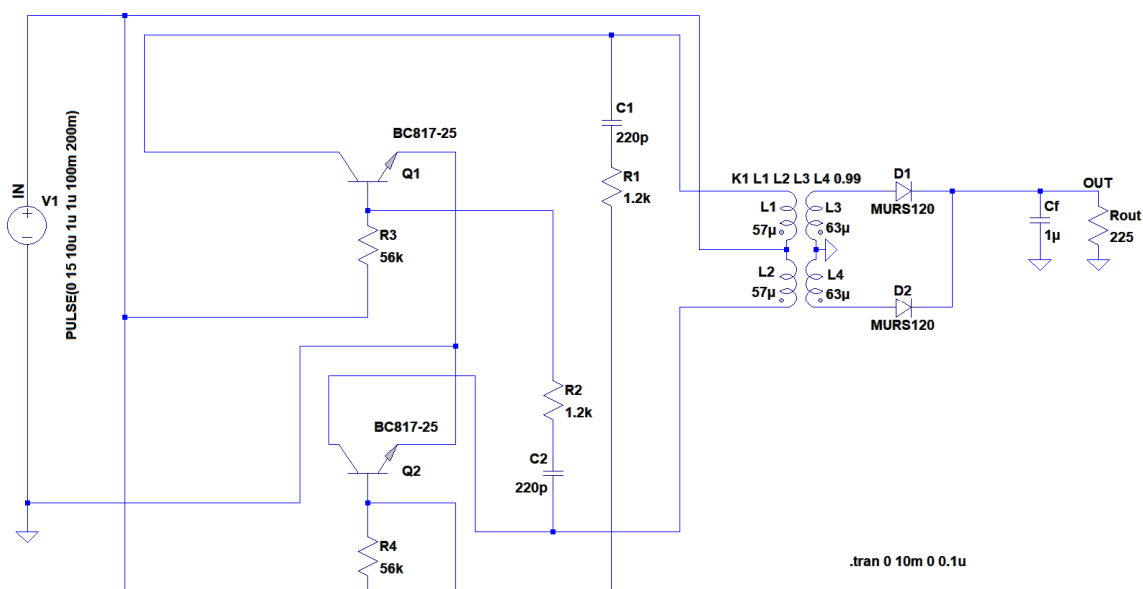 IN
V1
PULSE(0 15 10u 1u 1u 100m 200m)
BC817-25
Q1
R3
56k
C1
220p
R1
1.2k
K1 L1 L2 L3 L4 0.99
L1
57µ
L3
63µ
L2
57µ
L4
63µ
D1
MURS120
D2
MURS120
OUT
Cf
1µ
Rout
225
R2
1.2k
C2
220p
BC817-25
Q2
R4
56k
.tran 0 10m 0 0.1u